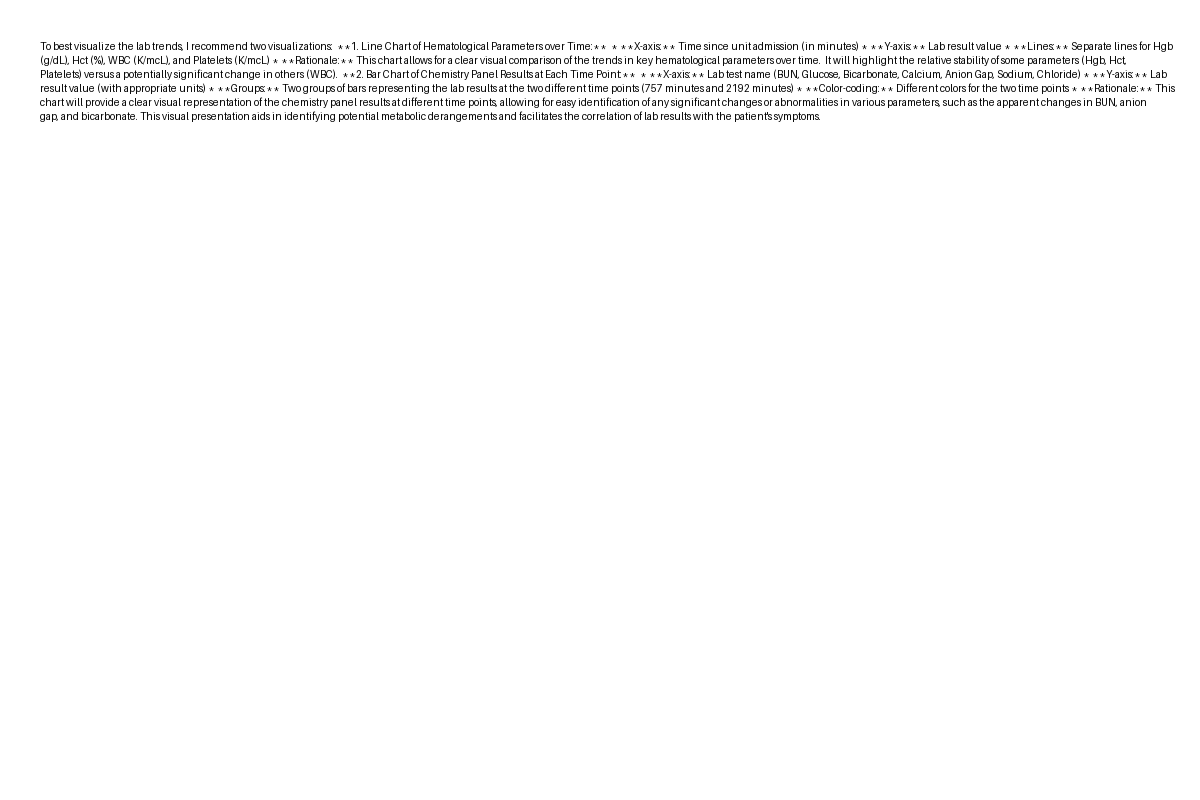 To best visualize the lab trends, I recommend two visualizations:  **1. Line Chart of Hematological Parameters over Time:**  * **X-axis:** Time since unit admission (in minutes) * **Y-axis:** Lab result value * **Lines:** Separate lines for Hgb
(g/dL), Hct (%), WBC (K/mcL), and Platelets (K/mcL) * **Rationale:** This chart allows for a clear visual comparison of the trends in key hematological parameters over time.  It will highlight the relative stability of some parameters (Hgb, Hct,
Platelets) versus a potentially significant change in others (WBC).  **2. Bar Chart of Chemistry Panel Results at Each Time Point:**  * **X-axis:** Lab test name (BUN, Glucose, Bicarbonate, Calcium, Anion Gap, Sodium, Chloride) * **Y-axis:** Lab
result value (with appropriate units) * **Groups:** Two groups of bars representing the lab results at the two different time points (757 minutes and 2192 minutes) * **Color-coding:** Different colors for the two time points * **Rationale:** This
chart will provide a clear visual representation of the chemistry panel results at different time points, allowing for easy identification of any significant changes or abnormalities in various parameters, such as the apparent changes in BUN, anion
gap, and bicarbonate. This visual presentation aids in identifying potential metabolic derangements and facilitates the correlation of lab results with the patient's symptoms.